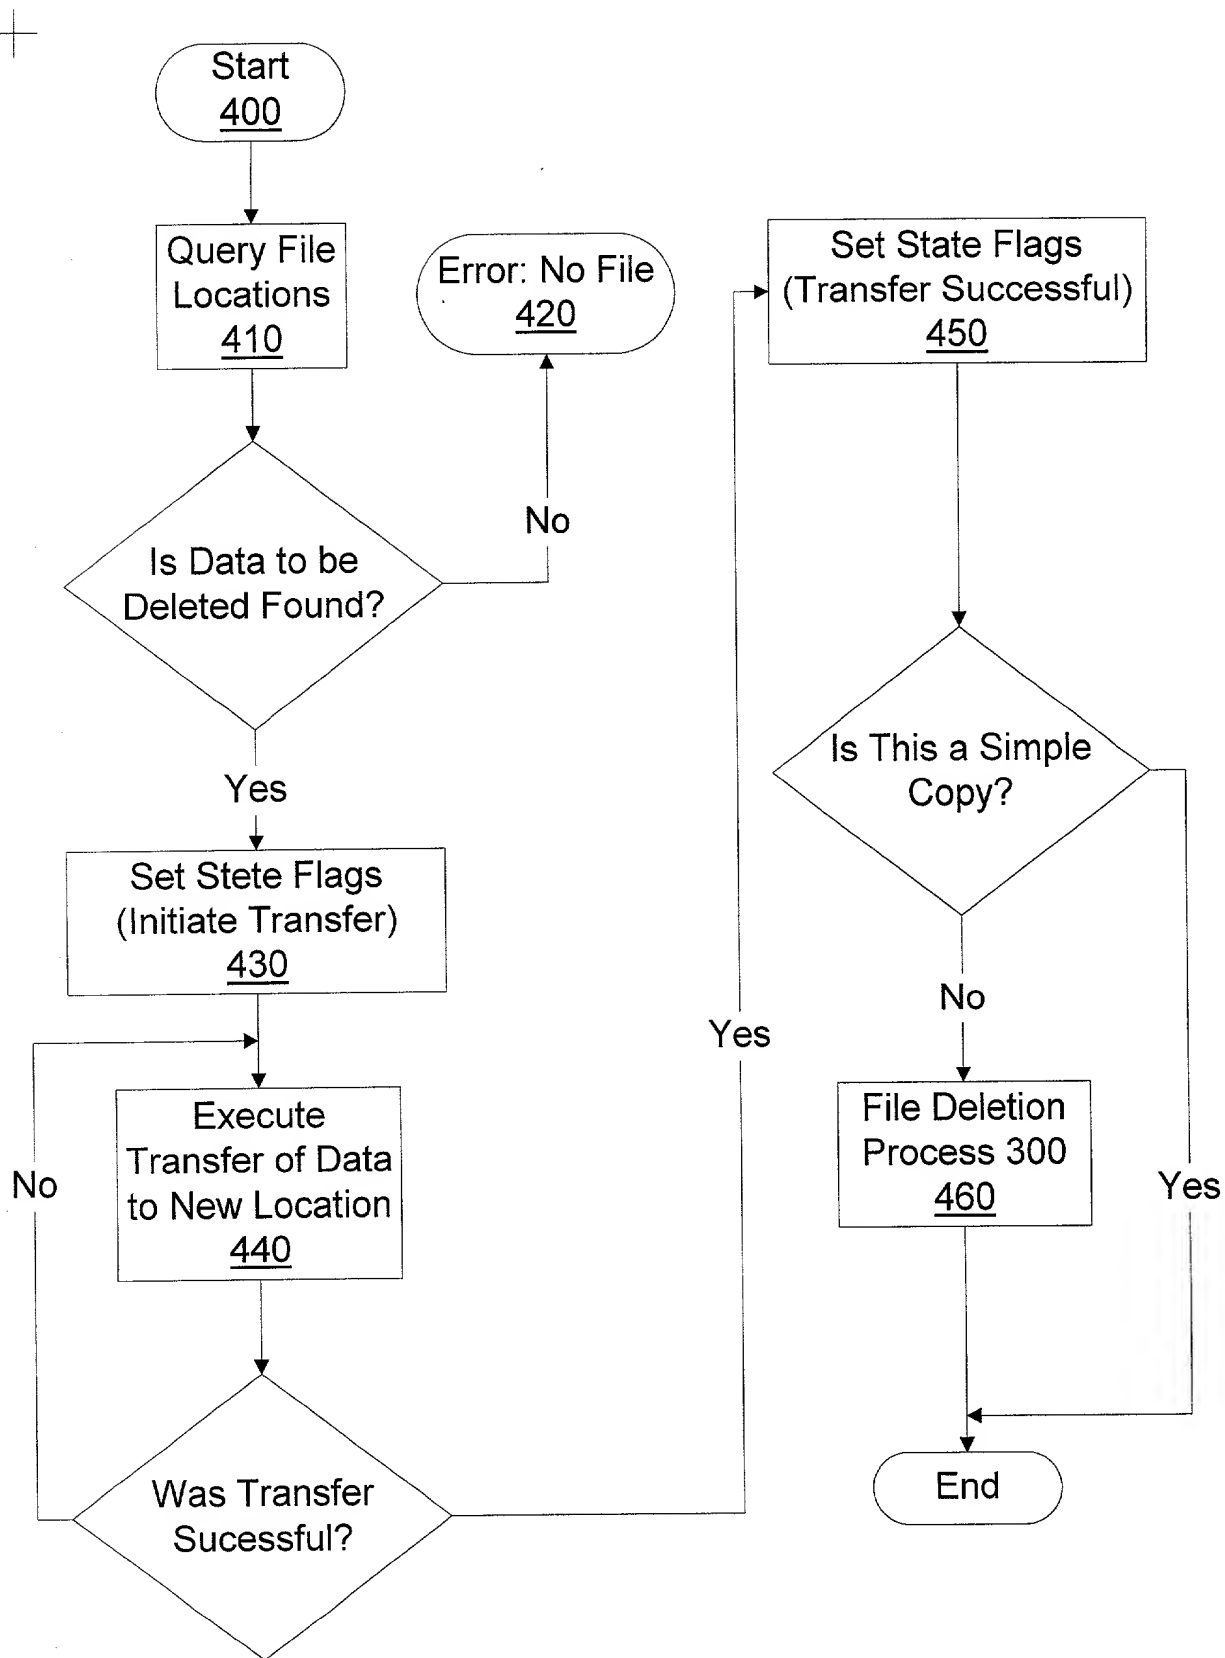 Start
400
Query File
Locations
410
Error: No File
420
Is Data to be
Deleted Found?
No
Yes
Set Stete Flags
(Initiate Transfer)
430
No
Execute
Transfer of Data
to New Location
440
Was Transfer
Sucessful?
Yes
Set State Flags
(Transfer Successful)
450
Is This a Simple
Copy?
No
Yes
File Deletion
Process 300
460
End